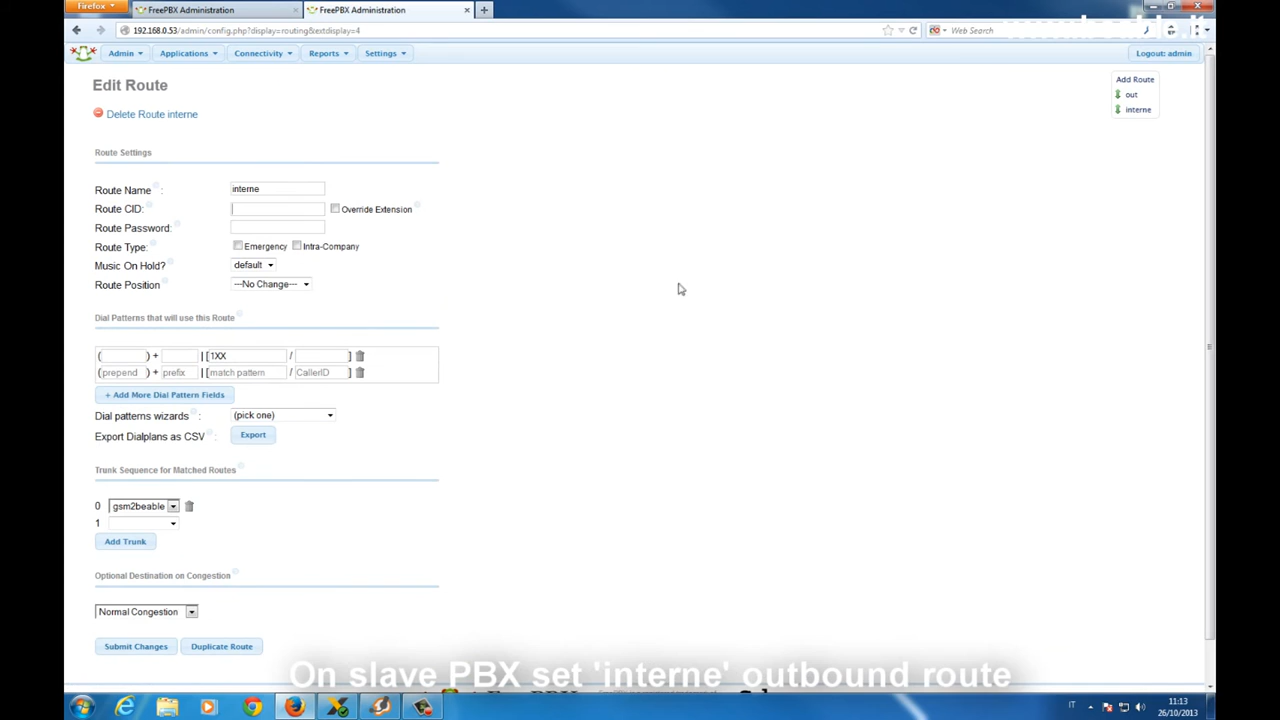 Firefox
FreePBX Administration
FreePBX Administration
192.168.0.53/admin/config.php?display=routing&extdisplay=4
Web Search
Admin
Applications
Connectivity
Reports
Settings
Logout: admin
Edit Route
Add Route
out
interne
Delete Route interne
Route Settings
Route Name :
interne
Route CID:
Override Extension
Route Password:
Route Type:
Emergency
Intra-Company
Music On Hold?
default
Route Position
---No Change---
Dial Patterns that will use this Route
( ) + | [ 1XX / ]
( prepend ) + prefix | [ match pattern / CallerID ]
+ Add More Dial Pattern Fields
Dial patterns wizards :
(pick one)
Export Dialplans as CSV :
Export
Trunk Sequence for Matched Routes
0 gsm2beable
1
Add Trunk
Optional Destination on Congestion
Normal Congestion
Submit Changes
Duplicate Route
On slave PBX set 'interne' outbound route
IT
11:13
26/10/2013